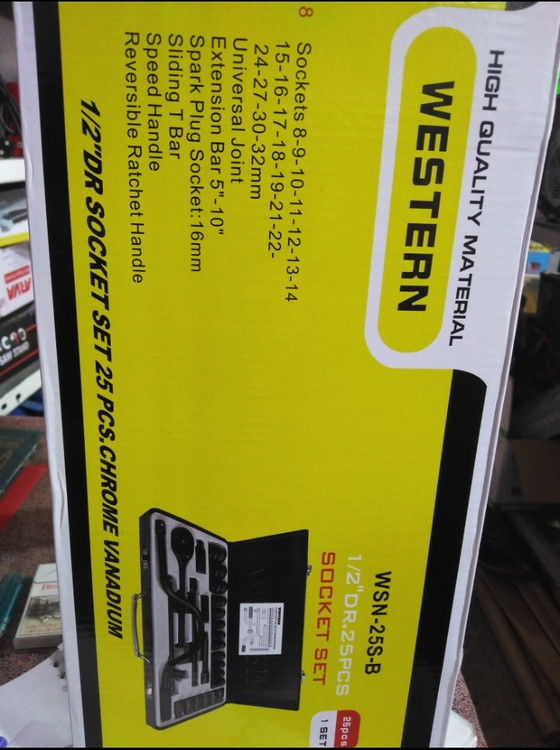 HIGH QUALITY MATERIAL
WESTERN
8
Sockets 8-9-10-11-12-13-14
15-16-17-18-19-21-22-
24-27-30-32mm
Universal Joint
Extension Bar 5"-10"
Spark Plug Socket:16mm
Sliding T Bar
Speed Handle
Reversible Ratchet Handle
WSN-25S-B
1/2"DR.25PCS
SOCKET SET
25pcs
1 SET
1/2"DR SOCKET SET 25 PCS.CHROME VANADIUM
SAW STAND